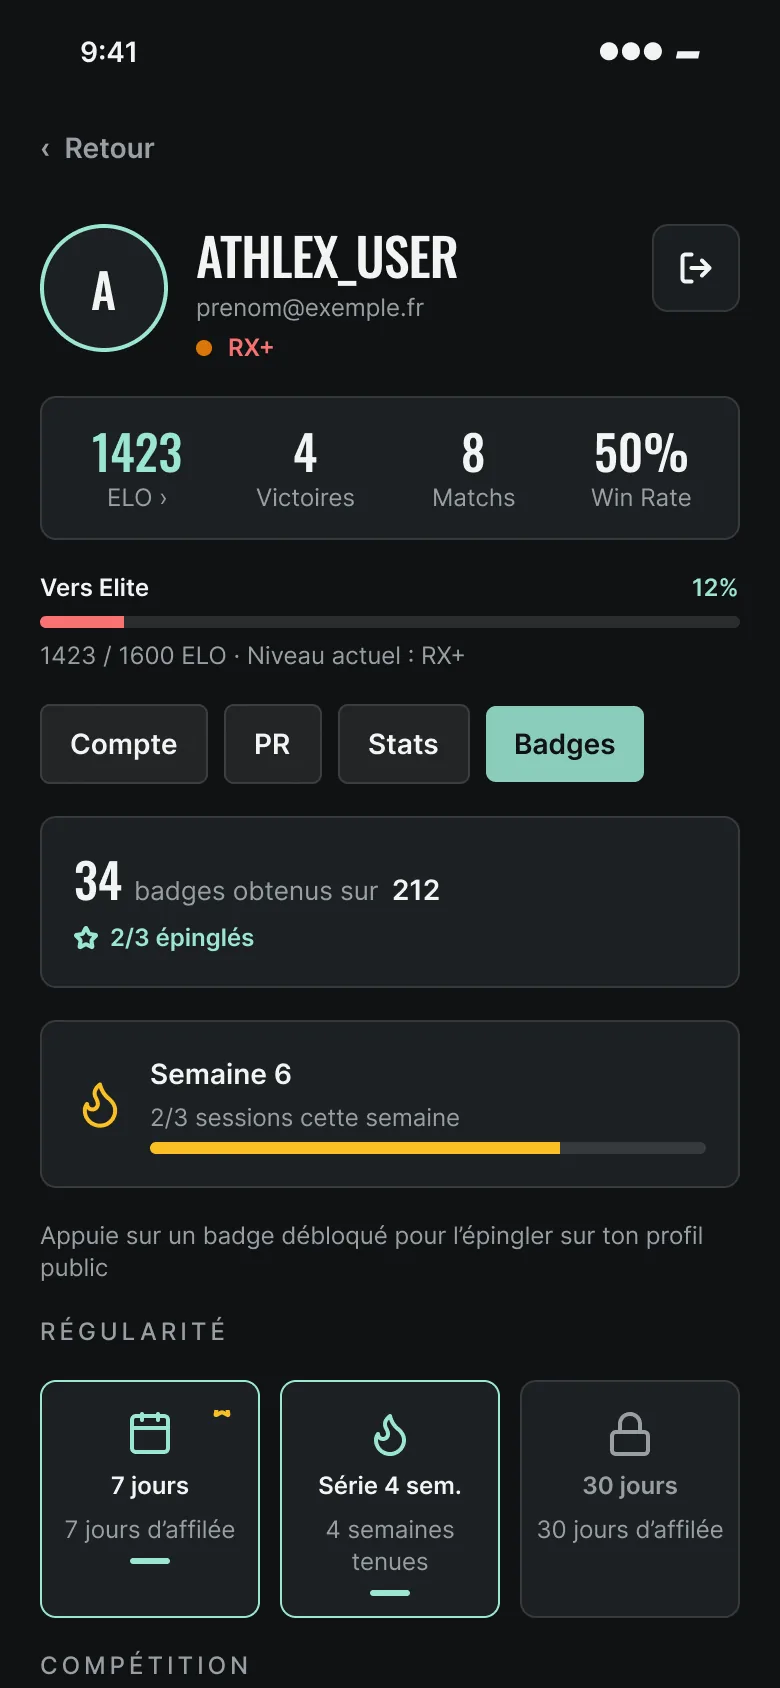 9:41
‹ Retour
A
ATHLEX_USER
prenom@exemple.fr
RX+
1423 4 8 50%
ELO › Victoires Matchs Win Rate
Vers Elite 12%
1423 / 1600 ELO · Niveau actuel : RX+
Compte PR Stats Badges
34 badges obtenus sur 212
2/3 épinglés
Semaine 6
2/3 sessions cette semaine
Appuie sur un badge débloqué pour l’épingler sur ton profil
public
RÉGULARITÉ
7 jours
7 jours d’affilée
Série 4 sem.
4 semaines
tenues
30 jours
30 jours d’affilée
COMPÉTITION